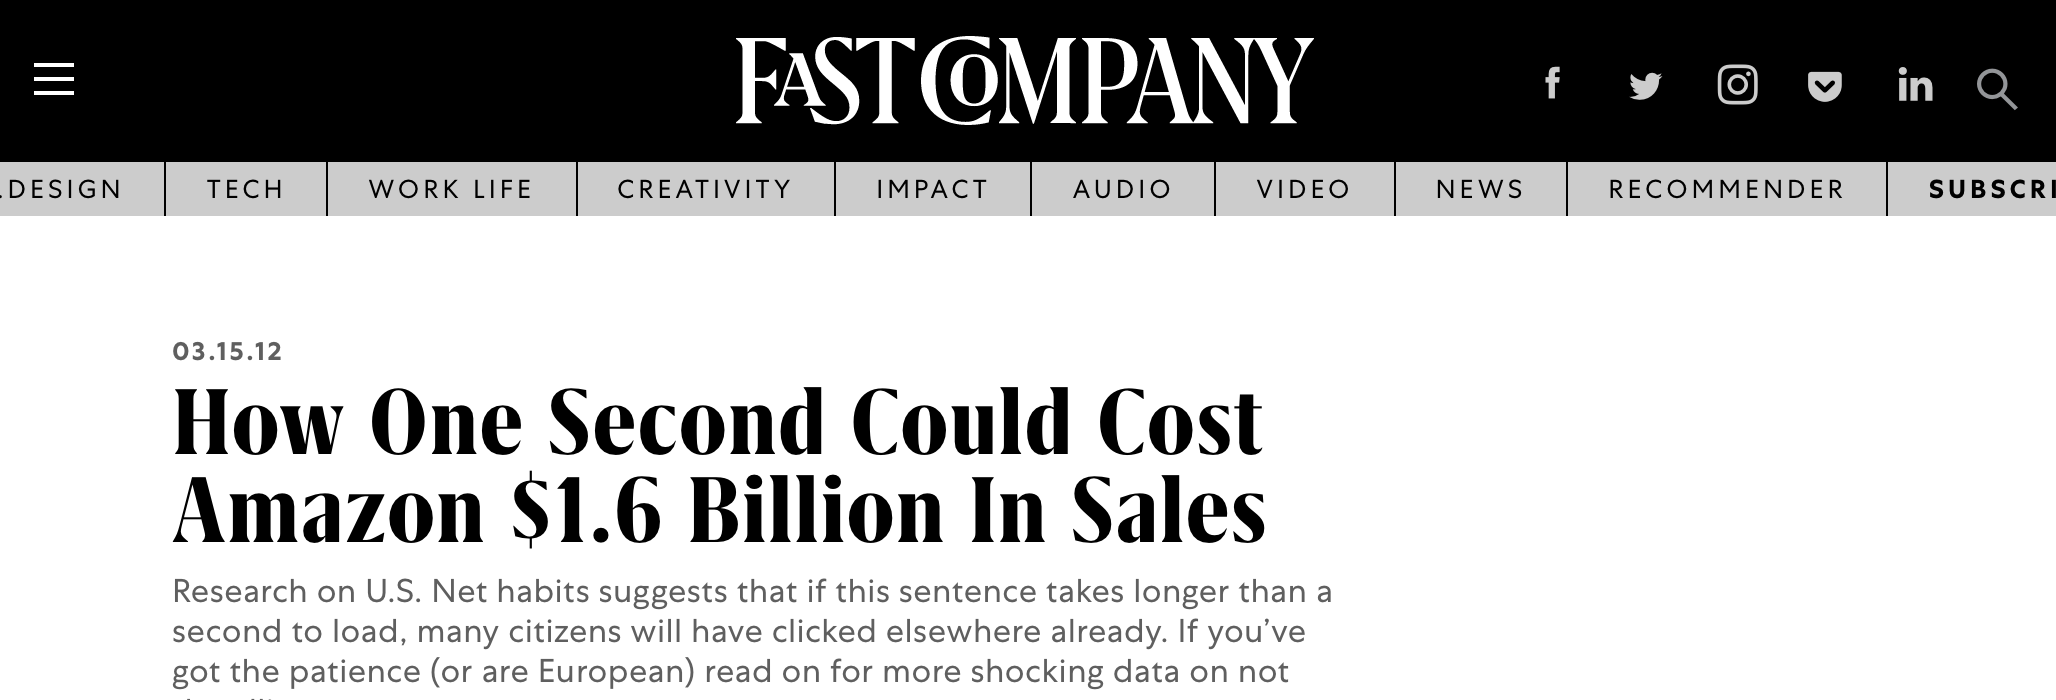 FAST COMPANY
.DESIGN TECH WORK LIFE CREATIVITY IMPACT AUDIO VIDEO NEWS RECOMMENDER SUBSCRI
03.15.12
How One Second Could Cost
Amazon $1.6 Billion In Sales
Research on U.S. Net habits suggests that if this sentence takes longer than a
second to load, many citizens will have clicked elsewhere already. If you’ve
got the patience (or are European) read on for more shocking data on not